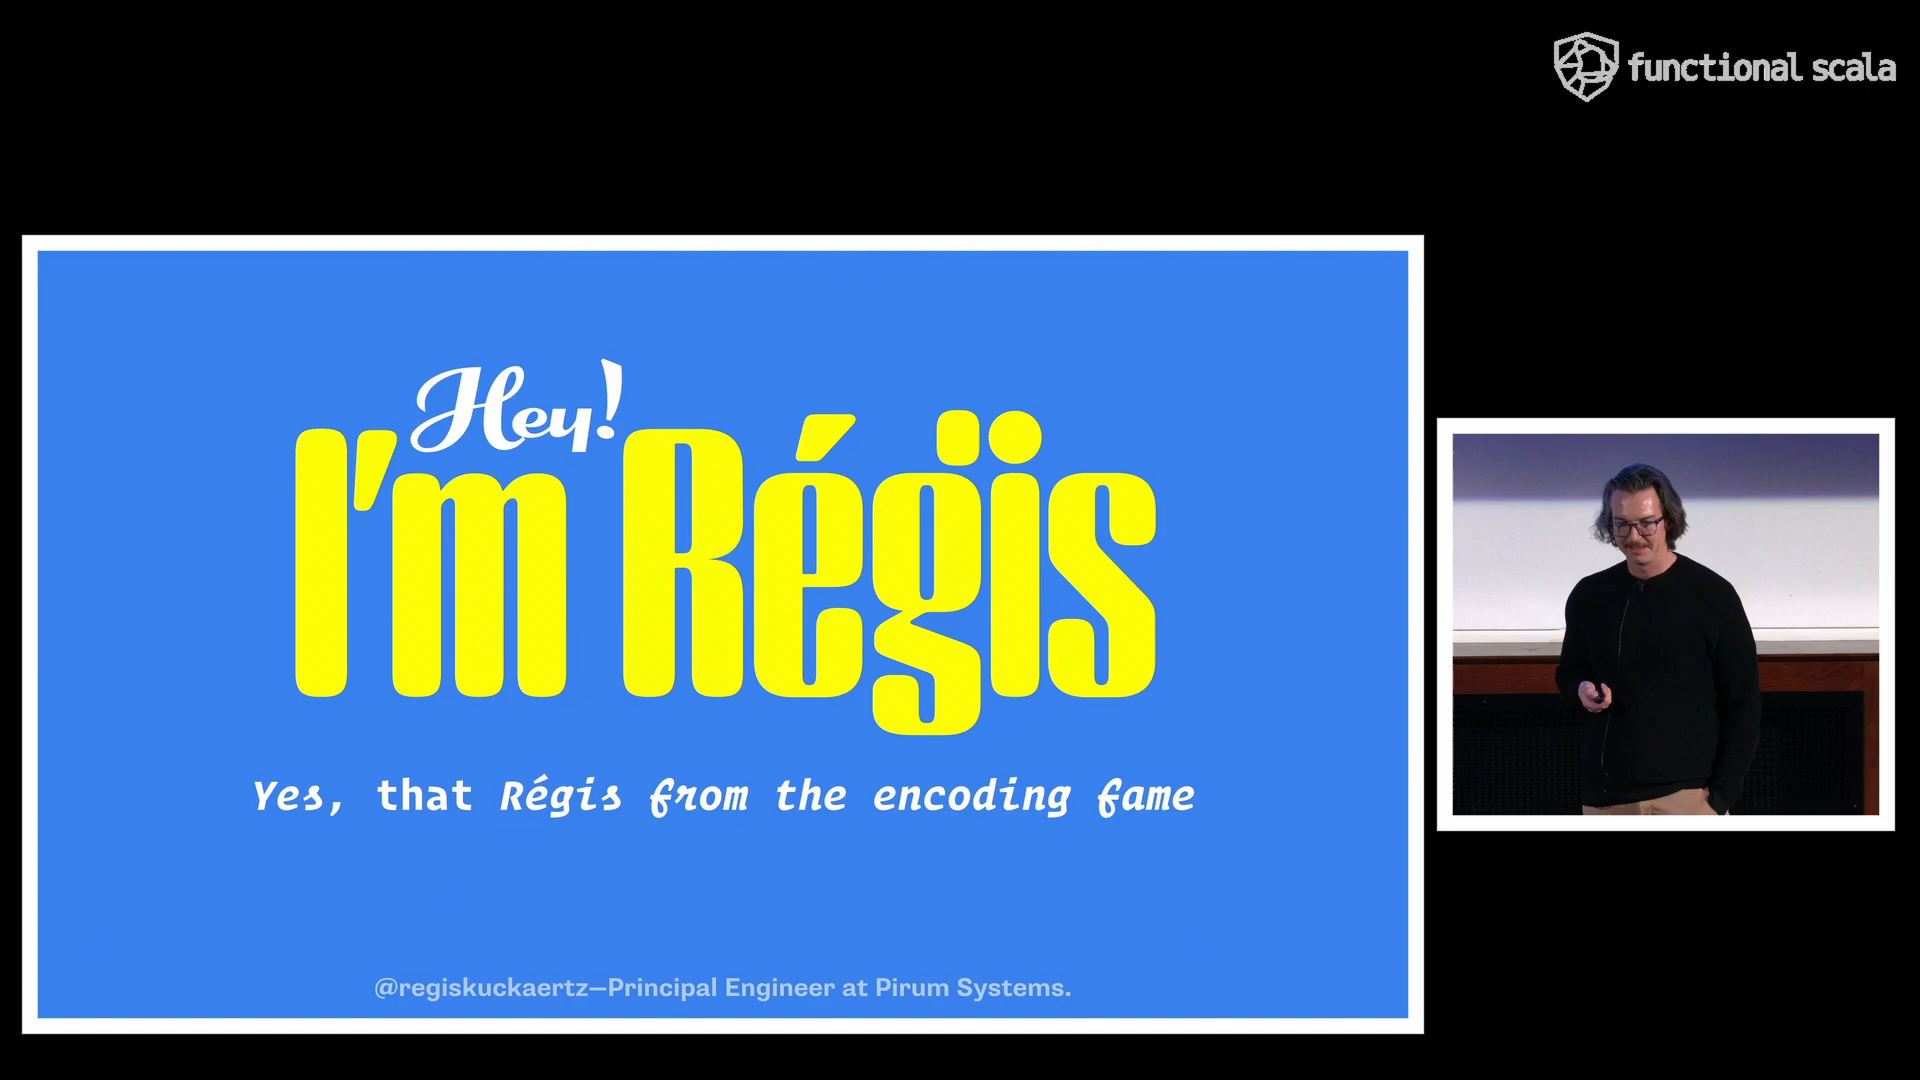 functional scala
Hey!
I'm Régis
Yes, that Régis from the encoding fame
@regiskuckaertz—Principal Engineer at Pirum Systems.